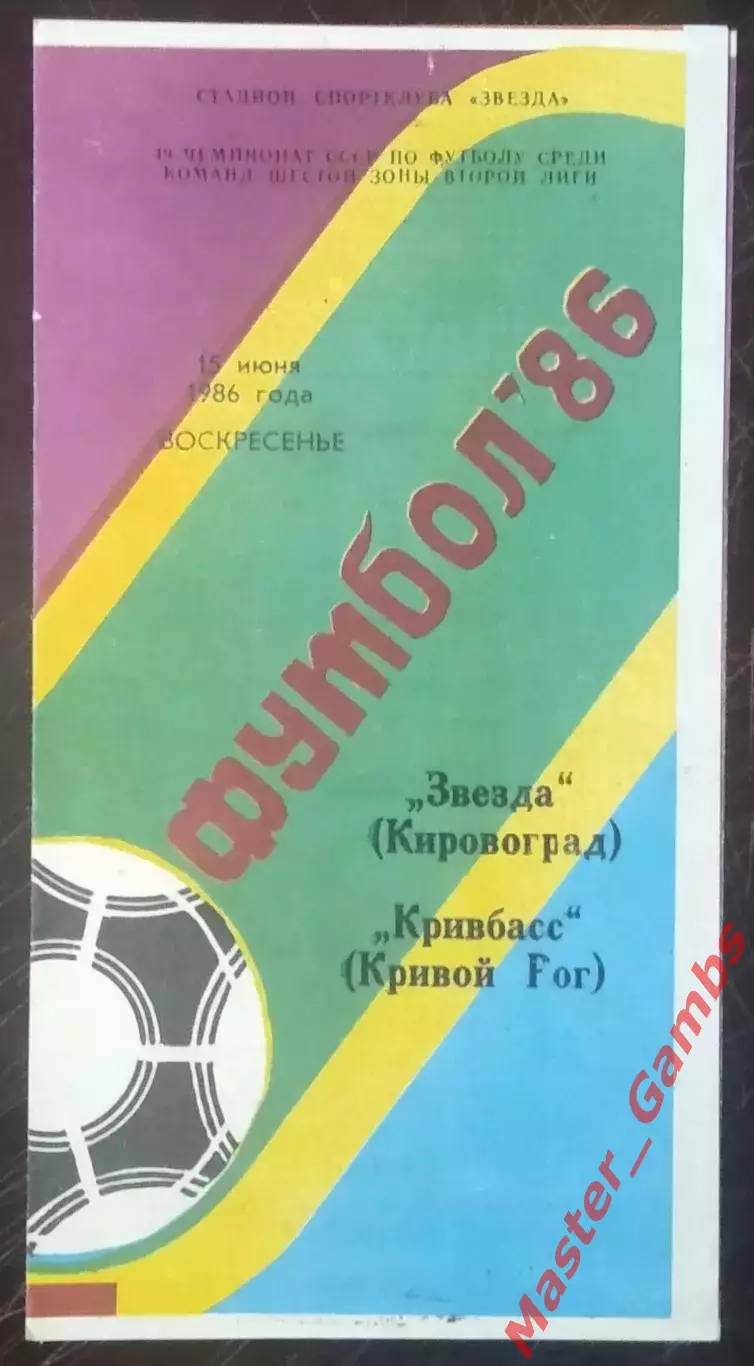 СТАДИОН СПОРТКЛУБА «ЗВЕЗДА»
49 ЧЕМПИОНАТ СССР ПО ФУТБОЛУ СРЕДИ
КОМАНД ШЕСТОЙ ЗОНЫ ВТОРОЙ ЛИГИ
15 июня
1986 года
ВОСКРЕСЕНЬЕ
ФУТБОЛ'86
„Звезда“
(Кировоград)
„Кривбасс“
(Кривой Рог)
Master_Gambs